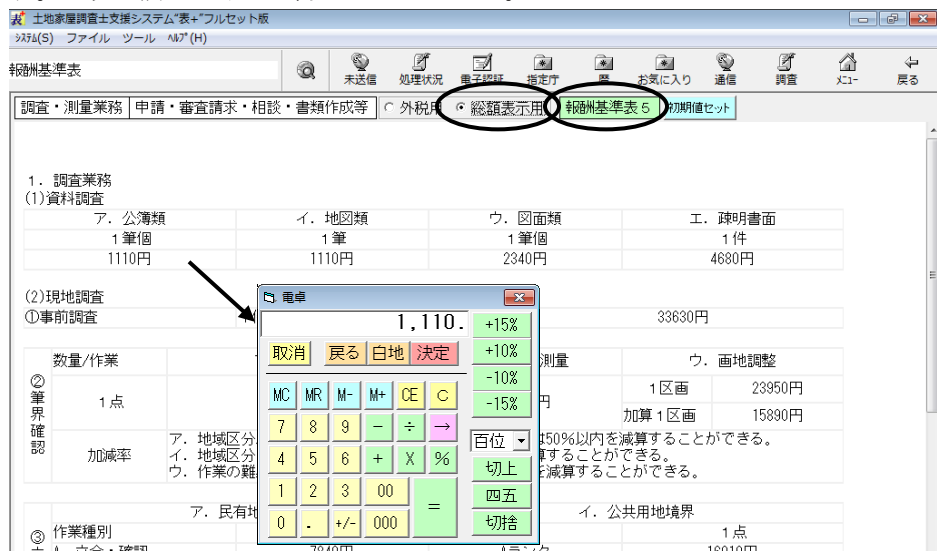 土地家屋調査士支援システム“表+”フルセット版
ｼｽﾃﾑ(S) ファイル ツール ﾍﾙﾌﾟ(H)
報酬基準表 未送信 処理状況 電子認証 指定庁 暦 お気に入り 通信 調査 ﾒﾆｭｰ 戻る
調査・測量業務 申請・審査請求・相談・書類作成等 外税用 総額表示用 報酬基準表５ 初期値セット
１．調査業務
(1)資料調査
ア．公簿類 イ．地図類 ウ．図面類 エ．疎明書面
１筆個 １筆 １筆個 １件
1110円 1110円 2340円 4680円
(2)現地調査
①事前調査 33630円
電卓
1,110.
+15%
取消 戻る 白地 決定 +10%
-10%
MC MR M- M+ CE C -15%
7 8 9 - ÷ →
百位
4 5 6 + X % 切上
1 2 3 00 = 四五
0 . +/- 000 切捨
数量/作業 測量 ウ．画地調整
②筆界確認
１点 円 １区画 23950円
加算１区画 15890円
加減率
ア．地域区分 は50%以内を減算することができる。
イ．地域区分 算することができる。
ウ．作業の難 減算することができる。
ア．民有地 イ．公共用地境界
③ 作業種別 １点